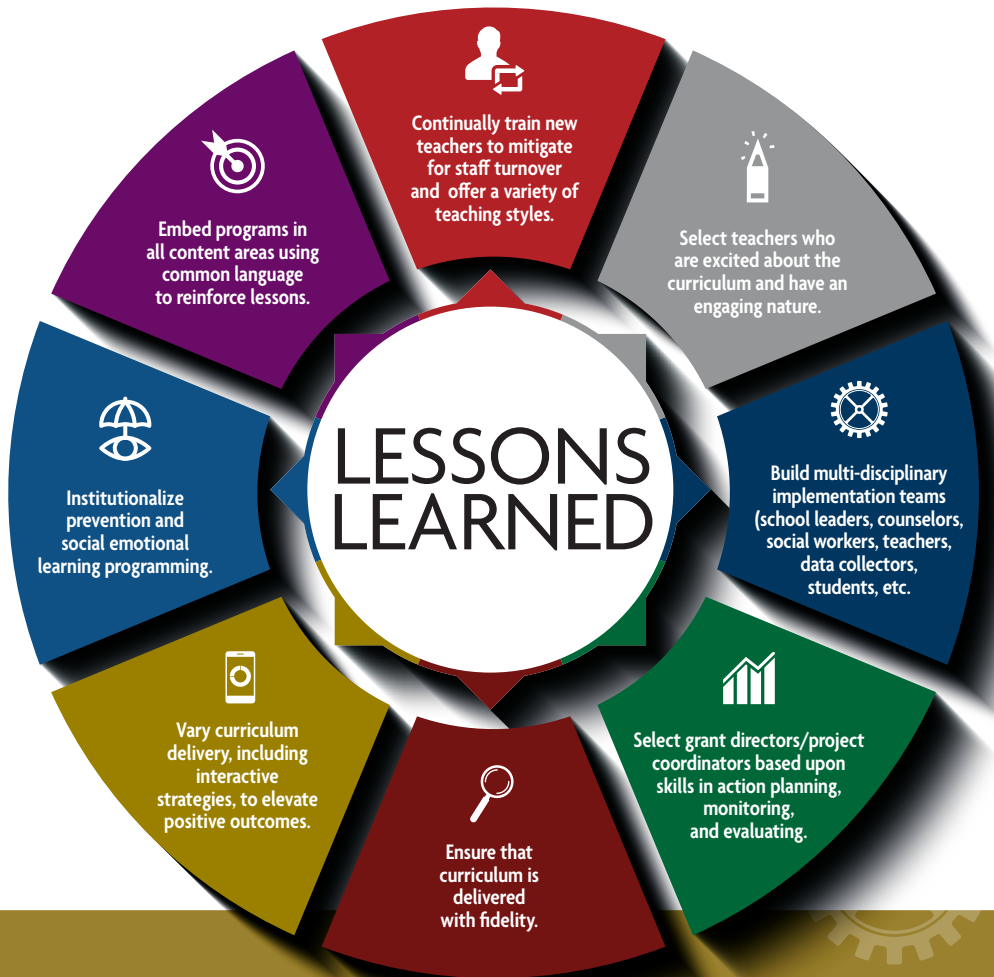 Continually train new
teachers to mitigate
for staff turnover
and offer a variety of
teaching styles.
Select teachers who
are excited about the
curriculum and have an
engaging nature.
Build multi-disciplinary
implementation teams
(school leaders, counselors,
social workers, teachers,
data collectors,
students, etc.
Select grant directors/project
coordinators based upon
skills in action planning,
monitoring,
and evaluating.
Ensure that
curriculum is
delivered
with fidelity.
Vary curriculum
delivery, including
interactive
strategies, to elevate
positive outcomes.
Institutionalize
prevention and
social emotional
learning programming.
Embed programs in
all content areas using
common language
to reinforce lessons.
LESSONS
LEARNED